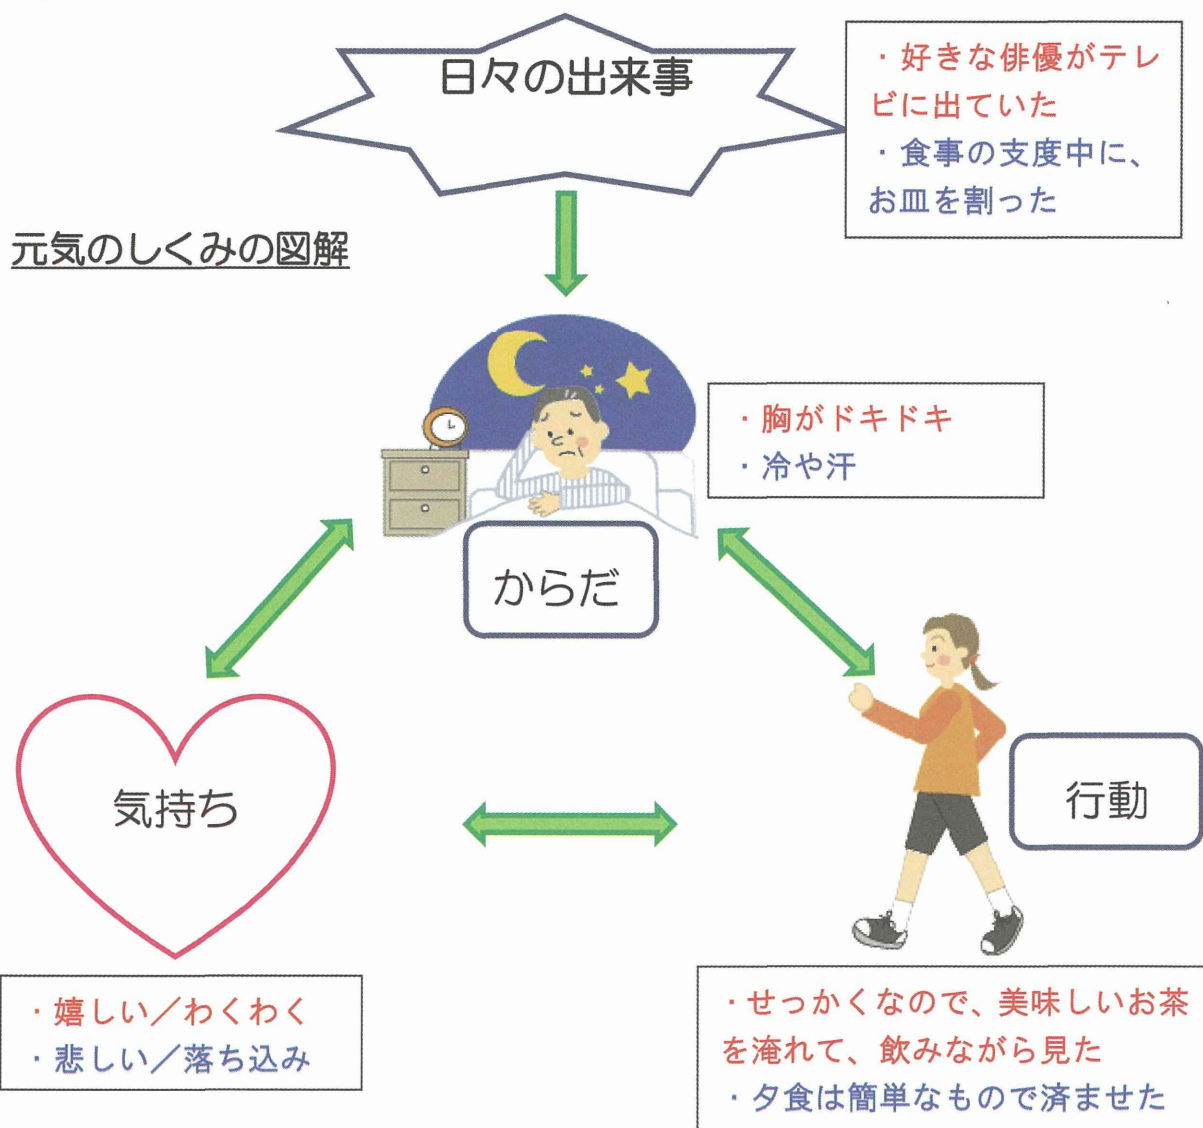 日々の出来事
・好きな俳優がテレ
ビに出ていた
・食事の支度中に、
お皿を割った
元気のしくみの図解
・胸がドキドキ
・冷や汗
からだ
気持ち
行動
・嬉しい／わくわく
・悲しい／落ち込み
・せっかくなので、美味しいお茶
を淹れて、飲みながら見た
・夕食は簡単なもので済ませた